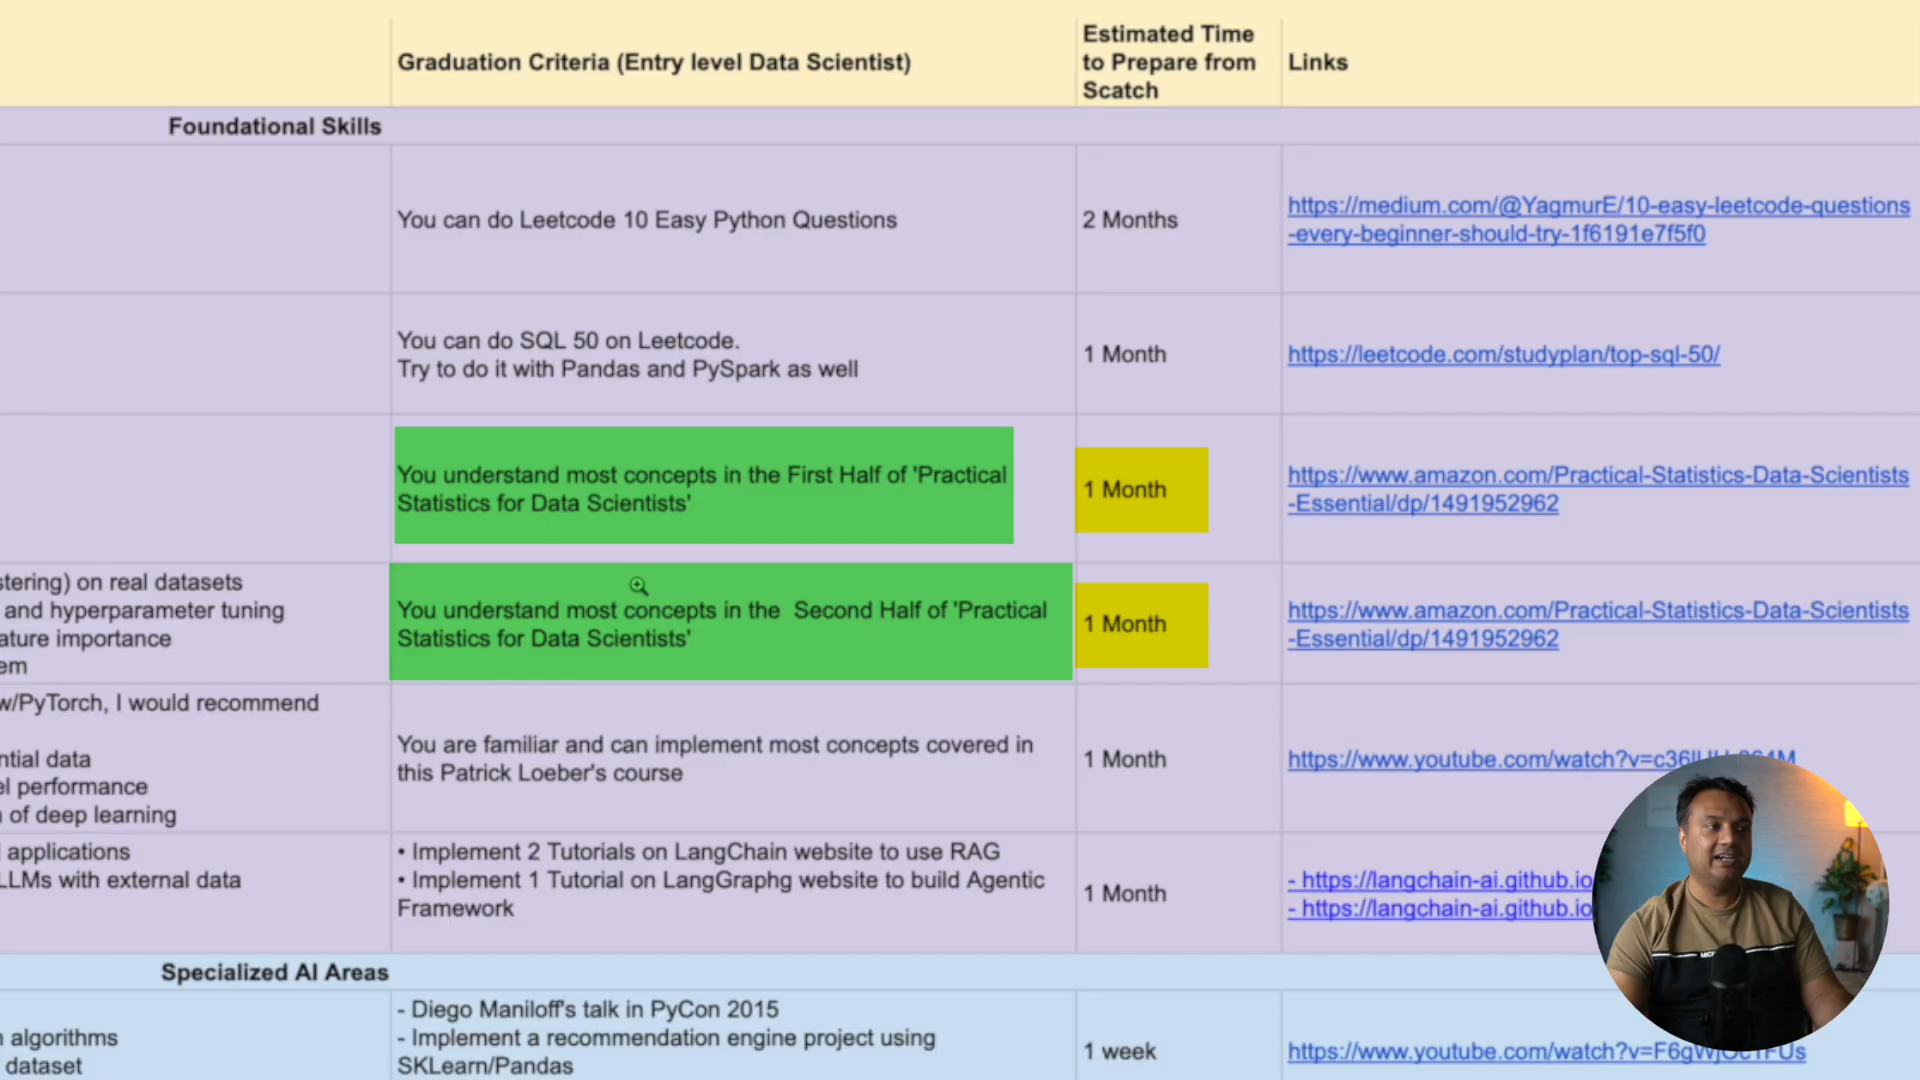 Graduation Criteria (Entry level Data Scientist)
Estimated Time
to Prepare from
Scatch
Links
Foundational Skills
You can do Leetcode 10 Easy Python Questions
2 Months
https://medium.com/@YagmurE/10-easy-leetcode-questions
-every-beginner-should-try-1f6191e7f5f0
You can do SQL 50 on Leetcode.
Try to do it with Pandas and PySpark as well
1 Month
https://leetcode.com/studyplan/top-sql-50/
You understand most concepts in the First Half of 'Practical
Statistics for Data Scientists'
1 Month
https://www.amazon.com/Practical-Statistics-Data-Scientists
-Essential/dp/1491952962
stering) on real datasets
and hyperparameter tuning
ature importance
em
You understand most concepts in the Second Half of 'Practical
Statistics for Data Scientists'
1 Month
https://www.amazon.com/Practical-Statistics-Data-Scientists
-Essential/dp/1491952962
w/PyTorch, I would recommend
ntial data
el performance
n of deep learning
You are familiar and can implement most concepts covered in
this Patrick Loeber's course
1 Month
applications
LLMs with external data
• Implement 2 Tutorials on LangChain website to use RAG
• Implement 1 Tutorial on LangGraphg website to build Agentic
Framework
1 Month
- https://langchain-ai.github.io
- https://langchain-ai.github.io
Specialized AI Areas
algorithms
dataset
- Diego Maniloff's talk in PyCon 2015
- Implement a recommendation engine project using
SKLearn/Pandas
1 week